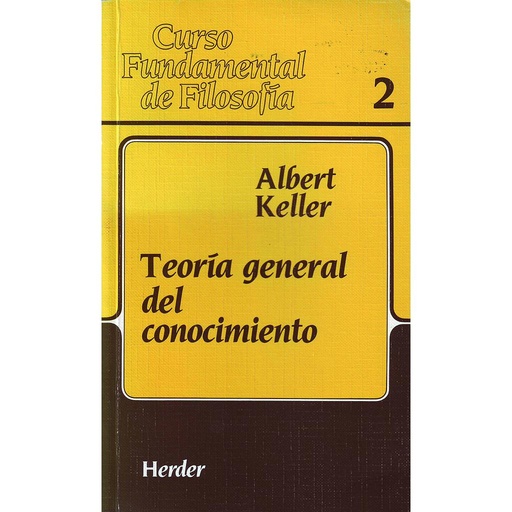 Curso
Fundamental
de Filosofía
2
Albert
Keller
Teoría general
del
conocimiento
Herder